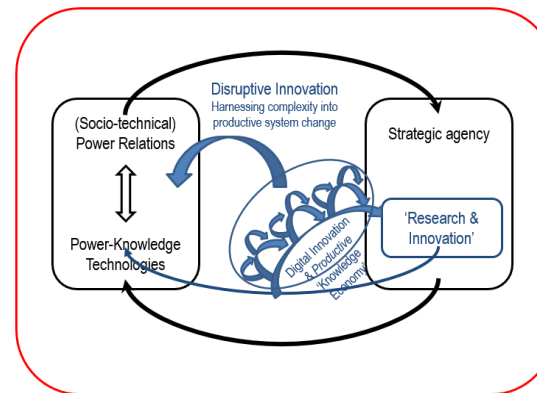 Disruptive Innovation
Harnessing complexity into
productive system change
(Socio-technical)
Power Relations
Power-Knowledge
Technologies
Strategic agency
'Research &
Innovation'
Digital Innovation
& Productive
'Knowledge
Economy'